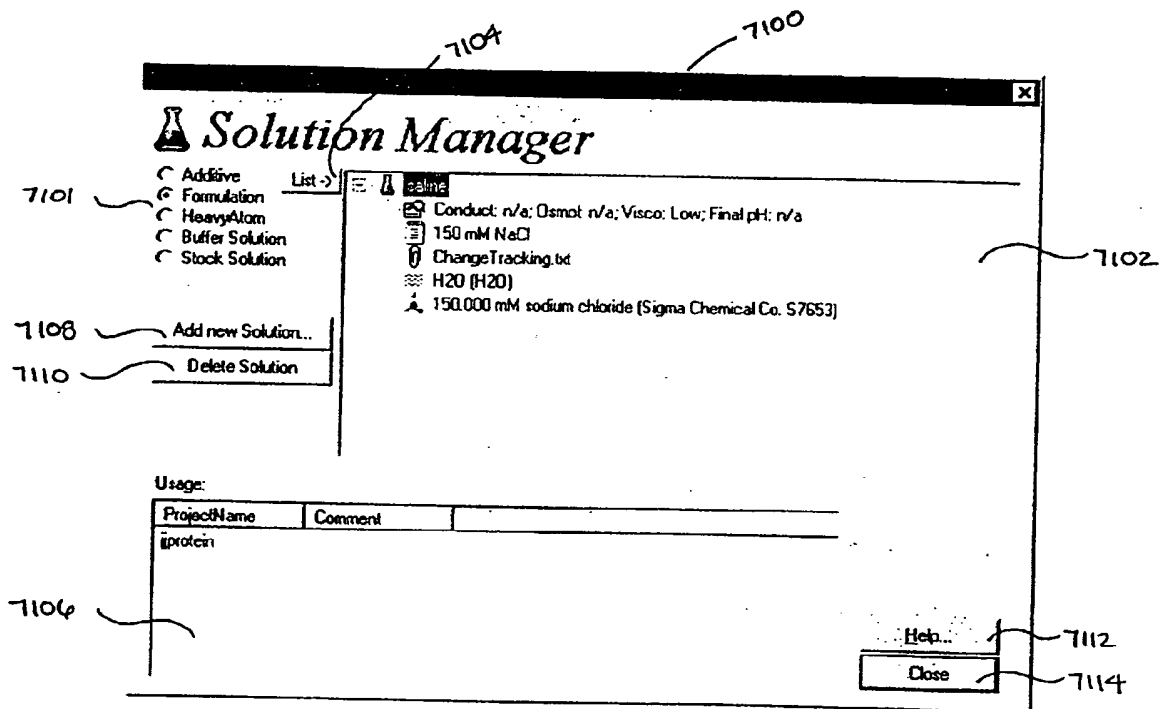 7104
7100
Solution Manager
7101
Additive
Formulation
HeavyAtom
Buffer Solution
Stock Solution
List ->
saline
Conduct: n/a; Osmot: n/a; Visco: Low; Final pH: n/a
150 mM NaCl
ChangeTracking.txt
H2O (H2O)
150.000 mM sodium chloride (Sigma Chemical Co. S7653)
7102
7108
Add new Solution...
7110
Delete Solution
Usage:
ProjectName Comment
7106
Help...
7112
Close
7114